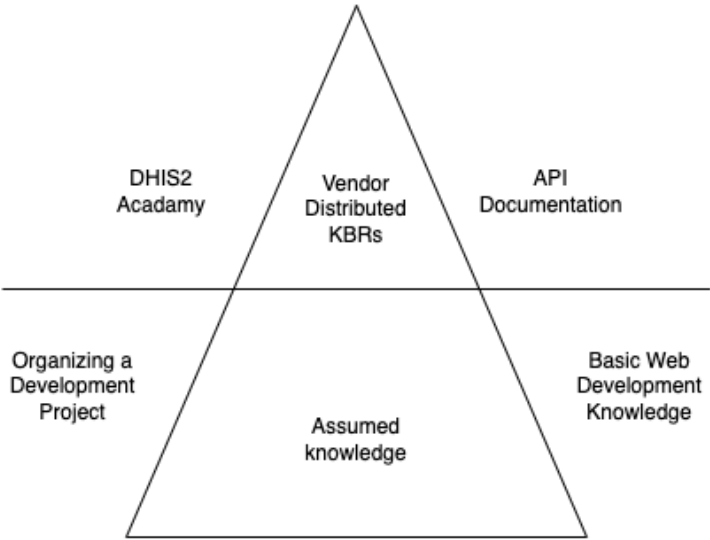 DHIS2
Acadamy
Vendor
Distributed
KBRs
API
Documentation
Organizing a
Development
Project
Assumed
knowledge
Basic Web
Development
Knowledge